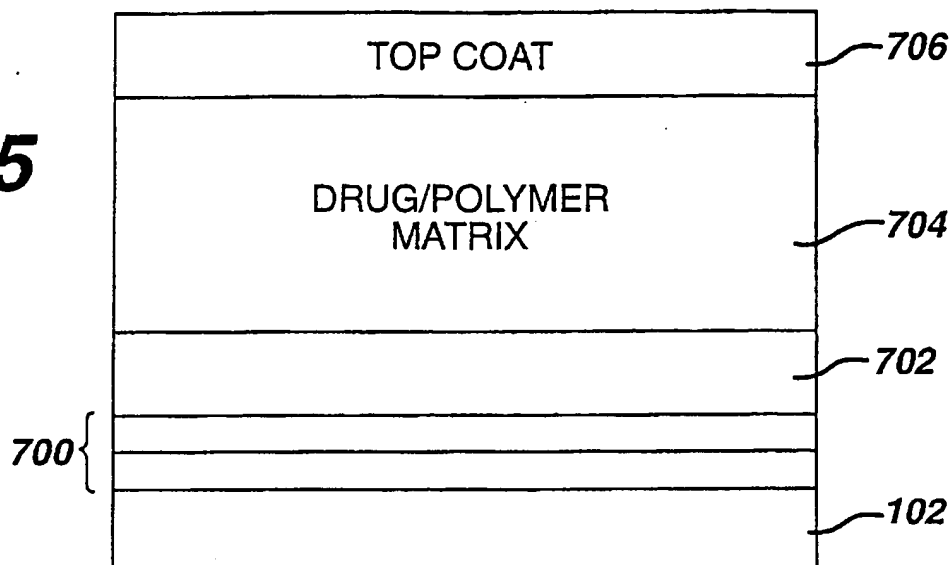 TOP COAT
706
5
DRUG/POLYMER
MATRIX
704
702
700
102